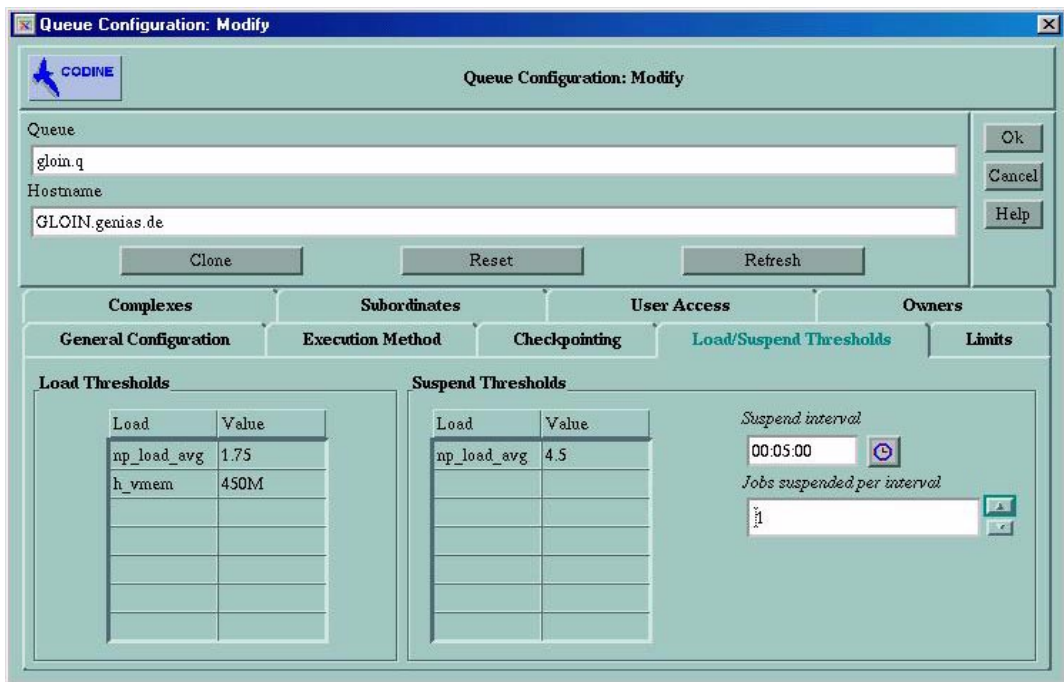 Queue Configuration: Modify
CODINE
Queue Configuration: Modify
Queue
gloin.q
Hostname
GLOIN.genias.de
Ok
Cancel
Help
Clone Reset Refresh
Complexes Subordinates User Access Owners
General Configuration Execution Method Checkpointing Load/Suspend Thresholds Limits
Load Thresholds
Load Value
np_load_avg 1.75
h_vmem 450M
Suspend Thresholds
Load Value
np_load_avg 4.5
Suspend interval
00:05:00
Jobs suspended per interval
1